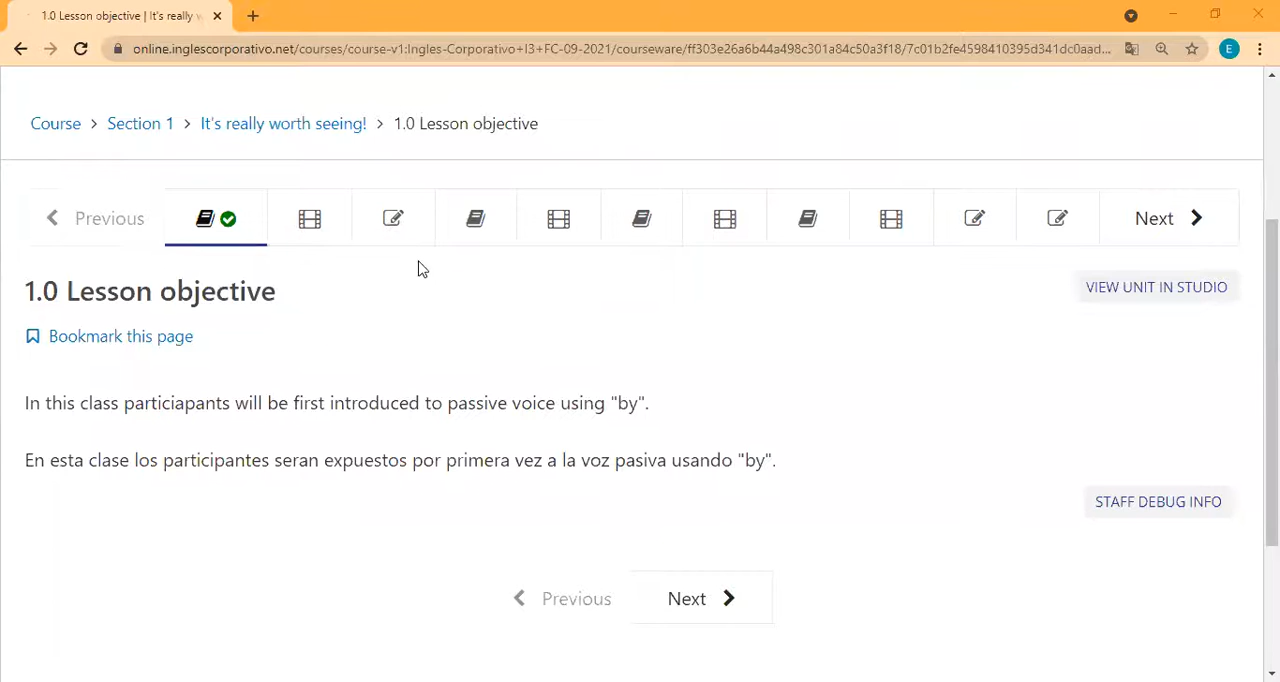 1.0 Lesson objective | It's really w
online.inglescorporativo.net/courses/course-v1:Ingles-Corporativo+I3+FC-09-2021/courseware/ff303e26a6b44a498c301a84c50a3f18/7c01b2fe4598410395d341dc0aad...
E
Course > Section 1 > It's really worth seeing! > 1.0 Lesson objective
Previous
Next
1.0 Lesson objective
VIEW UNIT IN STUDIO
Bookmark this page
In this class particiapants will be first introduced to passive voice using "by".
En esta clase los participantes seran expuestos por primera vez a la voz pasiva usando "by".
STAFF DEBUG INFO
Previous
Next